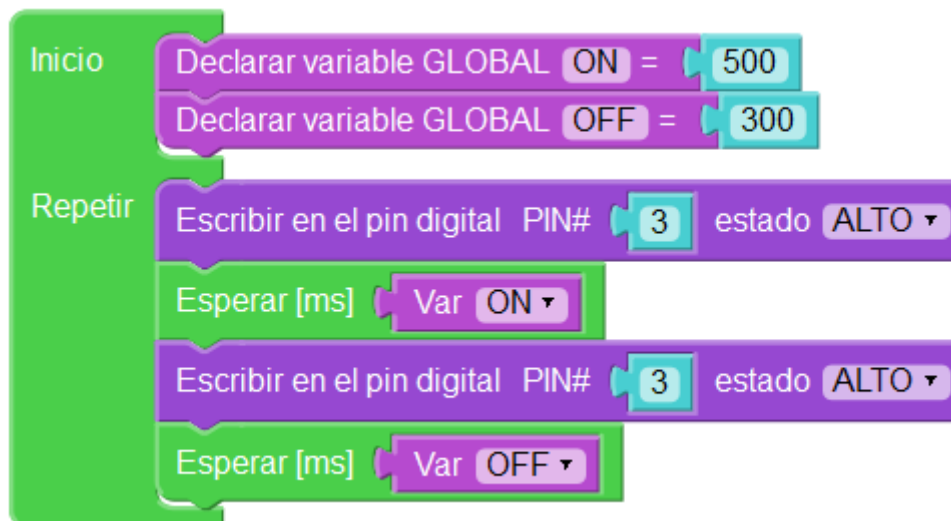 Inicio Declarar variable GLOBAL ON = 500
Declarar variable GLOBAL OFF = 300
Repetir Escribir en el pin digital PIN# 3 estado ALTO
Esperar [ms] Var ON
Escribir en el pin digital PIN# 3 estado ALTO
Esperar [ms] Var OFF